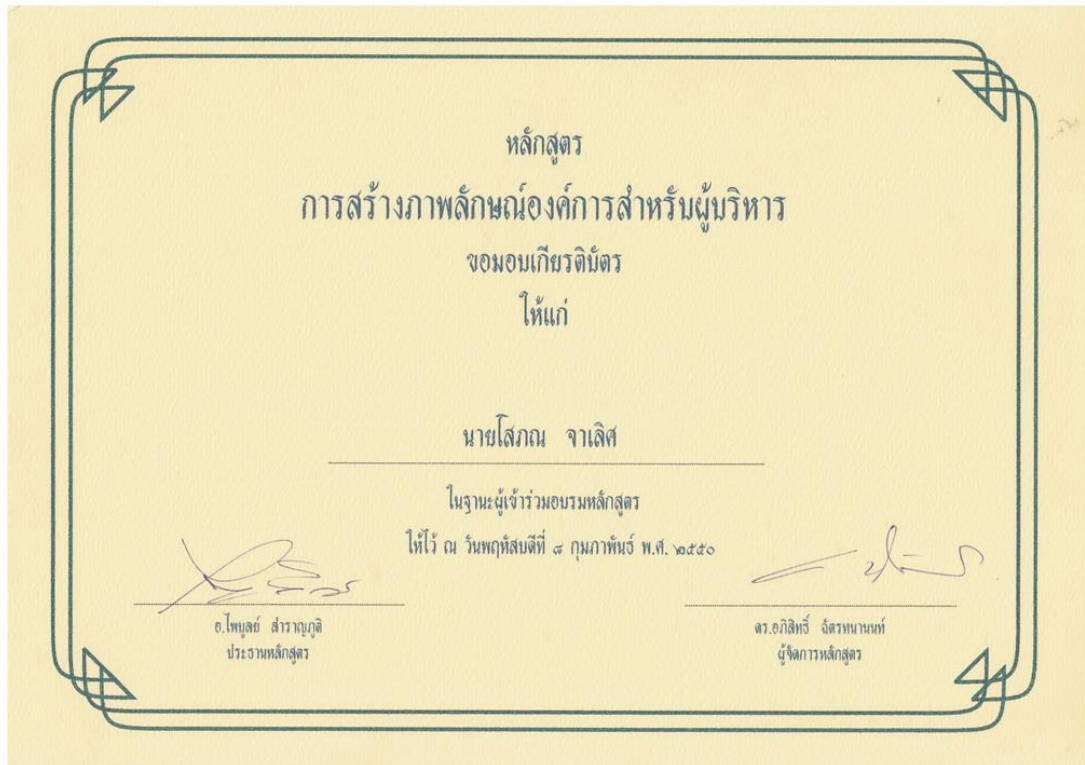 หลักสูตร
การสร้างภาพลักษณ์องค์การสำหรับผู้บริหาร
ขอมอบเกียรติบัตร
ให้แก่
นายโสภณ จาเลิศ
ในฐานะผู้เข้าร่วมอบรมหลักสูตร
ให้ไว้ ณ วันพฤหัสบดีที่ ๘ กุมภาพันธ์ พ.ศ. ๒๕๕๐
อ.ไพบูลย์ สำราญภูติ
ประธานหลักสูตร
ดร.อภิสิทธิ์ ฉัตรทนานนท์
ผู้จัดการหลักสูตร